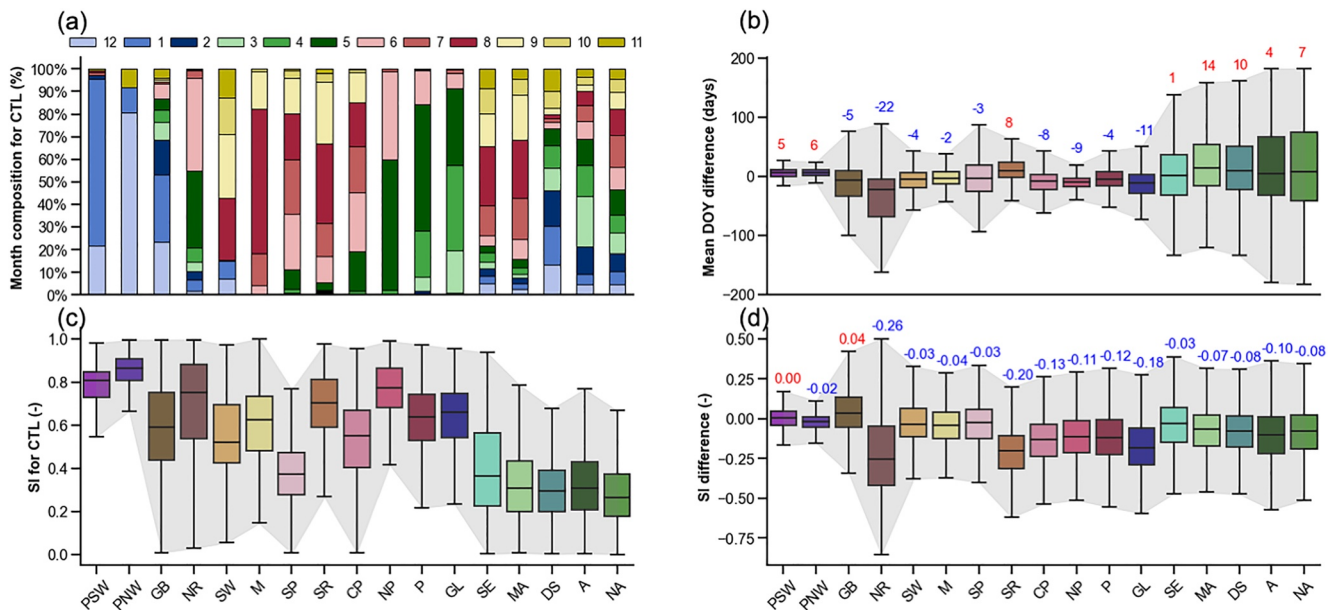 (a)
12 1 2 3 4 5 6 7 8 9 10 11
Month composition for CTL (%)
100%
90%
80%
70%
60%
50%
40%
30%
20%
10%
0%
(b)
Mean DOY difference (days)
200
100
0
−100
−200
5 6 -5 -22 -4 -2 -3 8 -8 -9 -4 -11 1 14 10 4 7
(c)
SI for CTL (-)
1.0
0.8
0.6
0.4
0.2
0.0
PSW PNW GB NR SW M SP SR CP NP P GL SE MA DS A NA
(d)
SI difference (-)
0.50
0.25
0.00
−0.25
−0.50
−0.75
0.00 -0.02 0.04 -0.26 -0.03 -0.04 -0.03 -0.20 -0.13 -0.11 -0.12 -0.18 -0.03 -0.07 -0.08 -0.10 -0.08
PSW PNW GB NR SW M SP SR CP NP P GL SE MA DS A NA